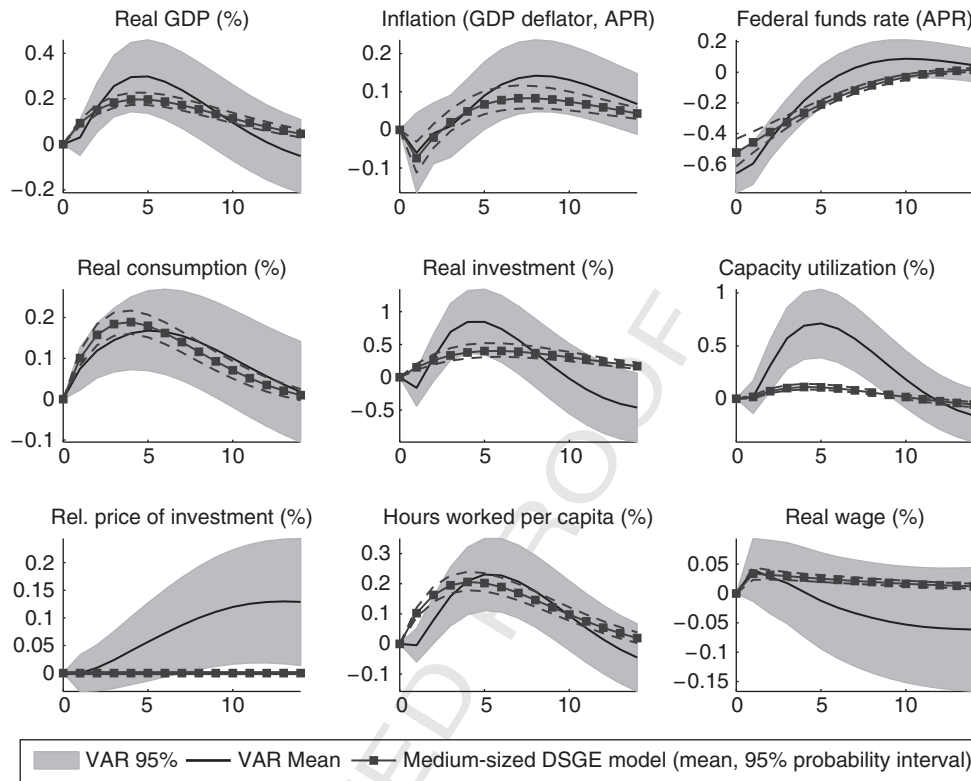 Real GDP (%)
Inflation (GDP deflator, APR)
Federal funds rate (APR)
0.4
0.2
0
−0.2
0 5 10
0.2
0.1
0
−0.1
0 5 10
0.2
0
−0.2
−0.4
−0.6
0 5 10
Real consumption (%)
Real investment (%)
Capacity utilization (%)
0.2
0.1
0
−0.1
0 5 10
1
0.5
0
−0.5
0 5 10
1
0.5
0
0 5 10
Rel. price of investment (%)
Hours worked per capita (%)
Real wage (%)
0.2
0.15
0.1
0.05
0
0 5 10
0.3
0.2
0.1
0
−0.1
0 5 10
0.05
0
−0.05
−0.1
−0.15
0 5 10
VAR 95% VAR Mean Medium-sized DSGE model (mean, 95% probability interval)